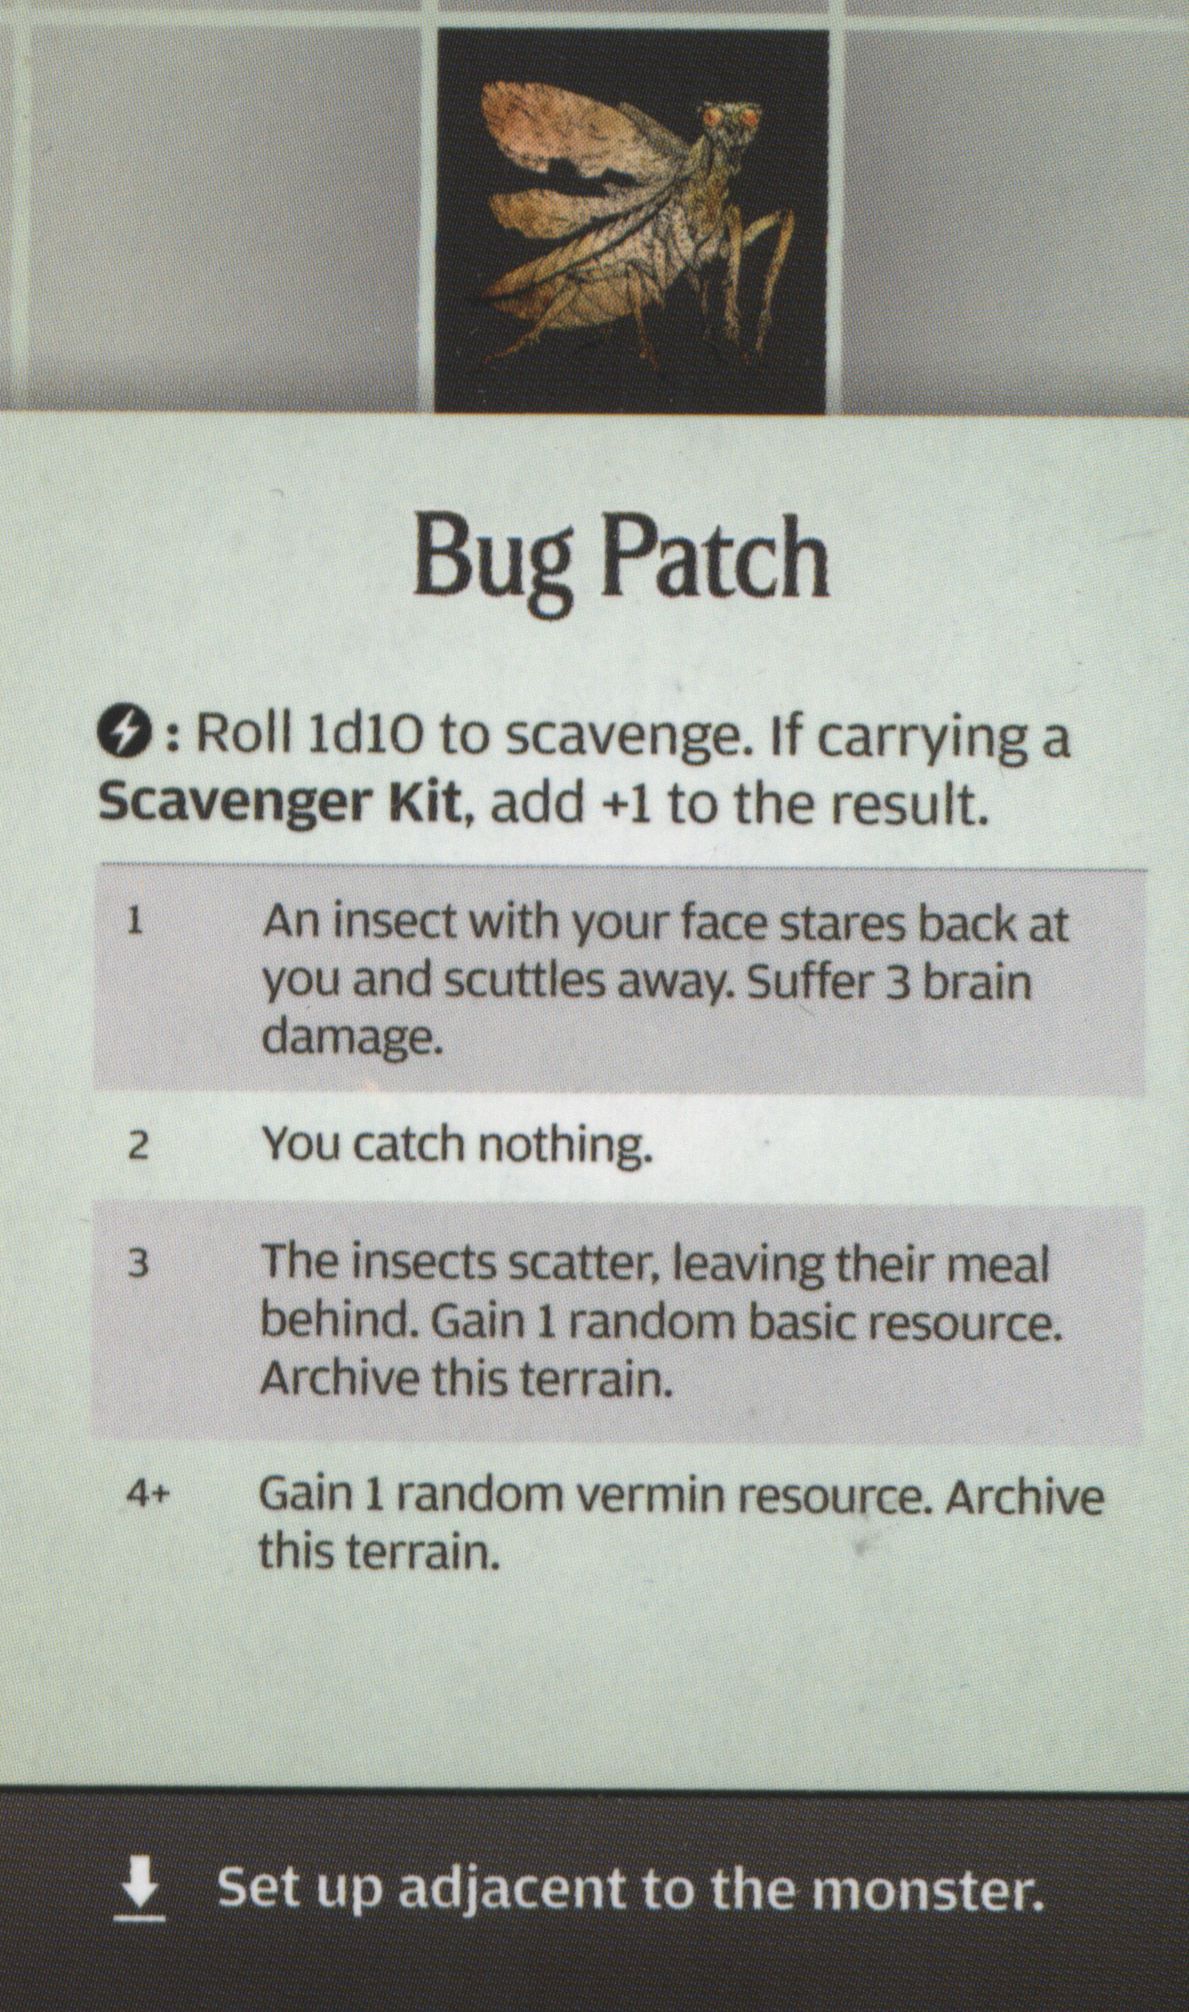 Bug Patch
: Roll 1d10 to scavenge. If carrying a
Scavenger Kit, add +1 to the result.
1 An insect with your face stares back at
you and scuttles away. Suffer 3 brain
damage.
2 You catch nothing.
3 The insects scatter, leaving their meal
behind. Gain 1 random basic resource.
Archive this terrain.
4+ Gain 1 random vermin resource. Archive
this terrain.
Set up adjacent to the monster.